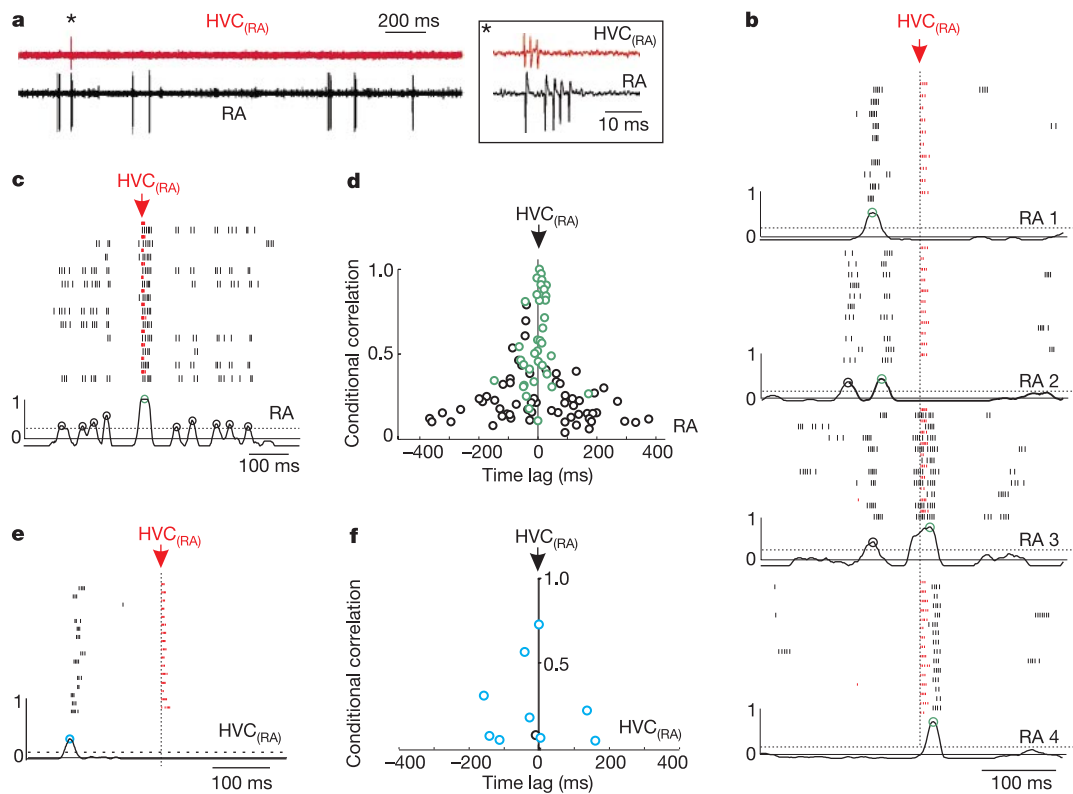 a
*
HVC(RA)
200 ms
RA
*
HVC(RA)
RA
10 ms
b
HVC(RA)
1
0
RA 1
1
0
RA 2
1
0
RA 3
1
0
RA 4
100 ms
c
HVC(RA)
1
0
RA
100 ms
d
HVC(RA)
Conditional correlation
1.0
0.5
0
RA
−400 −200 0 200 400
Time lag (ms)
e
HVC(RA)
1
0
HVC(RA)
100 ms
f
HVC(RA)
Conditional correlation
1.0
0.5
HVC(RA)
−400 −200 0 200 400
Time lag (ms)